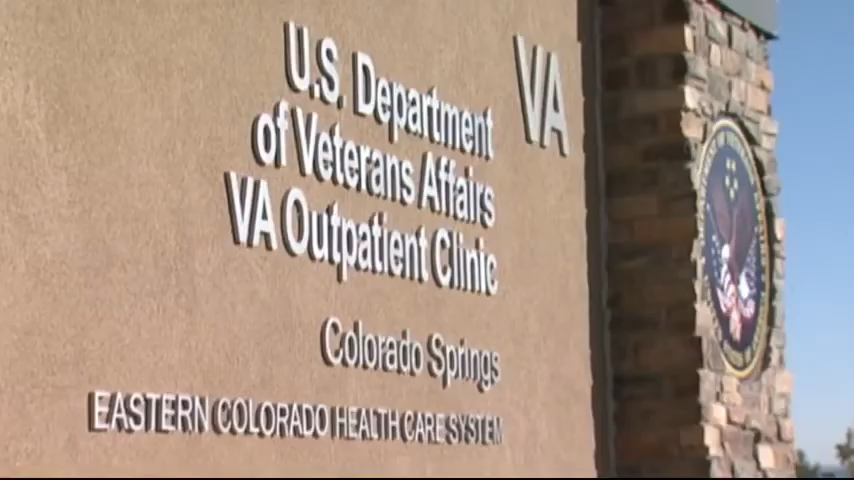 VA
U.S. Department
of Veterans Affairs
VA Outpatient Clinic
Colorado Springs
EASTERN COLORADO HEALTH CARE SYSTEM